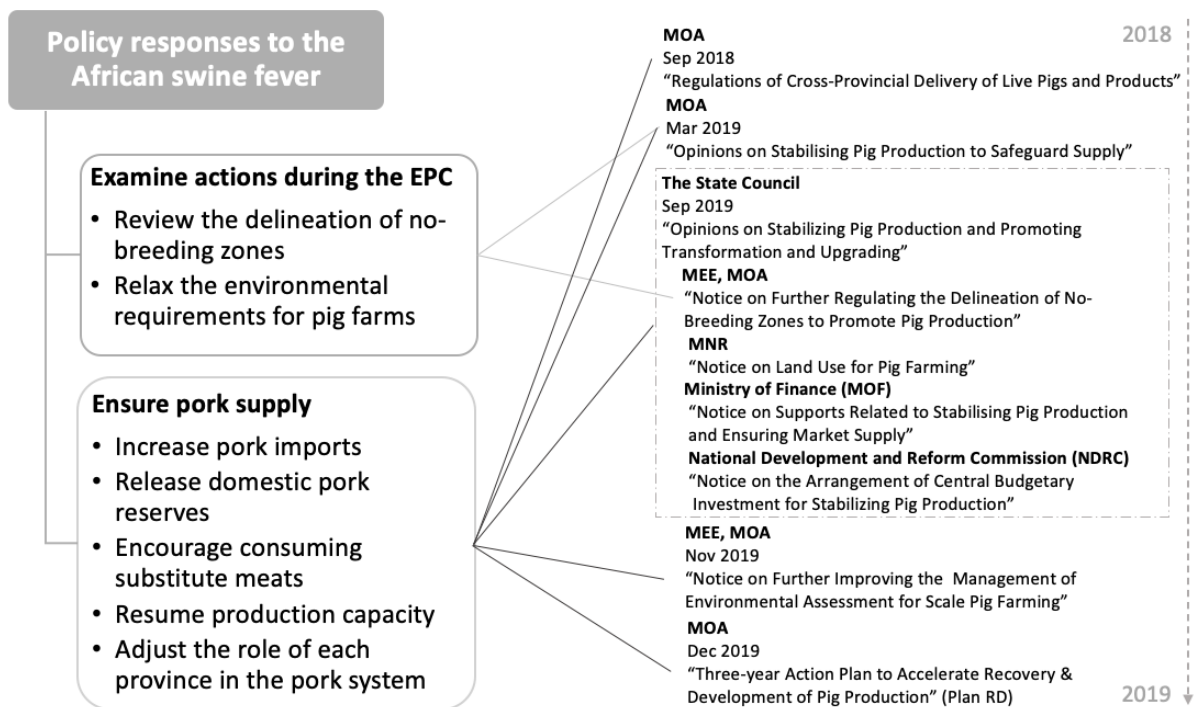 Policy responses to the
African swine fever
Examine actions during the EPC
• Review the delineation of no-
breeding zones
• Relax the environmental
requirements for pig farms
Ensure pork supply
• Increase pork imports
• Release domestic pork
reserves
• Encourage consuming
substitute meats
• Resume production capacity
• Adjust the role of each
province in the pork system
2018
MOA
Sep 2018
“Regulations of Cross-Provincial Delivery of Live Pigs and Products”
MOA
Mar 2019
“Opinions on Stabilising Pig Production to Safeguard Supply”
The State Council
Sep 2019
“Opinions on Stabilizing Pig Production and Promoting
Transformation and Upgrading”
MEE, MOA
“Notice on Further Regulating the Delineation of No-
Breeding Zones to Promote Pig Production”
MNR
“Notice on Land Use for Pig Farming”
Ministry of Finance (MOF)
“Notice on Supports Related to Stabilising Pig Production
and Ensuring Market Supply”
National Development and Reform Commission (NDRC)
“Notice on the Arrangement of Central Budgetary
Investment for Stabilizing Pig Production”
MEE, MOA
Nov 2019
“Notice on Further Improving the Management of
Environmental Assessment for Scale Pig Farming”
MOA
Dec 2019
“Three-year Action Plan to Accelerate Recovery &
Development of Pig Production” (Plan RD)
2019